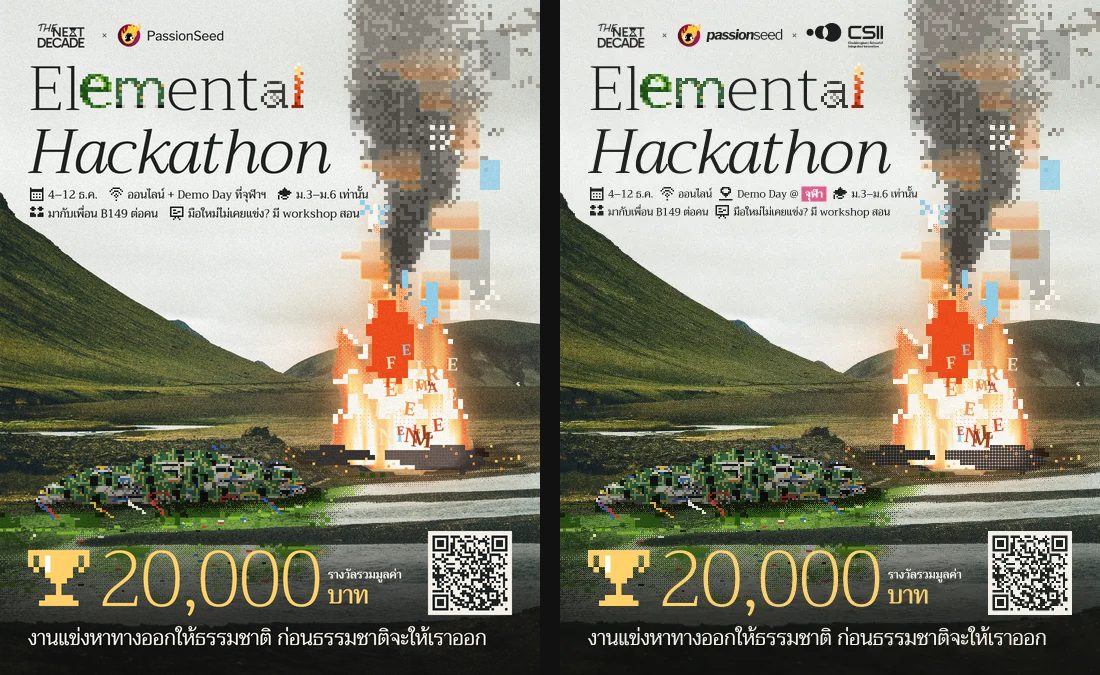 THE NEXT DECADE × PassionSeed
Elemental
Hackathon
4–12 ธ.ค. ออนไลน์ + Demo Day ที่จุฬาฯ ม.3–ม.6 เท่านั้น
มากับเพื่อน B149 ต่อคน มือใหม่ไม่เคยแข่ง? มี workshop สอน
20,000
รางวัลรวมมูลค่า
บาท
งานแข่งหาทางออกให้ธรรมชาติ ก่อนธรรมชาติจะให้เราออก
THE NEXT DECADE × passionseed × CSII
Elemental
Hackathon
4–12 ธ.ค. ออนไลน์ Demo Day @ จุฬาฯ ม.3–ม.6 เท่านั้น
มากับเพื่อน B149 ต่อคน มือใหม่ไม่เคยแข่ง? มี workshop สอน
20,000
รางวัลรวมมูลค่า
บาท
งานแข่งหาทางออกให้ธรรมชาติ ก่อนธรรมชาติจะให้เราออก